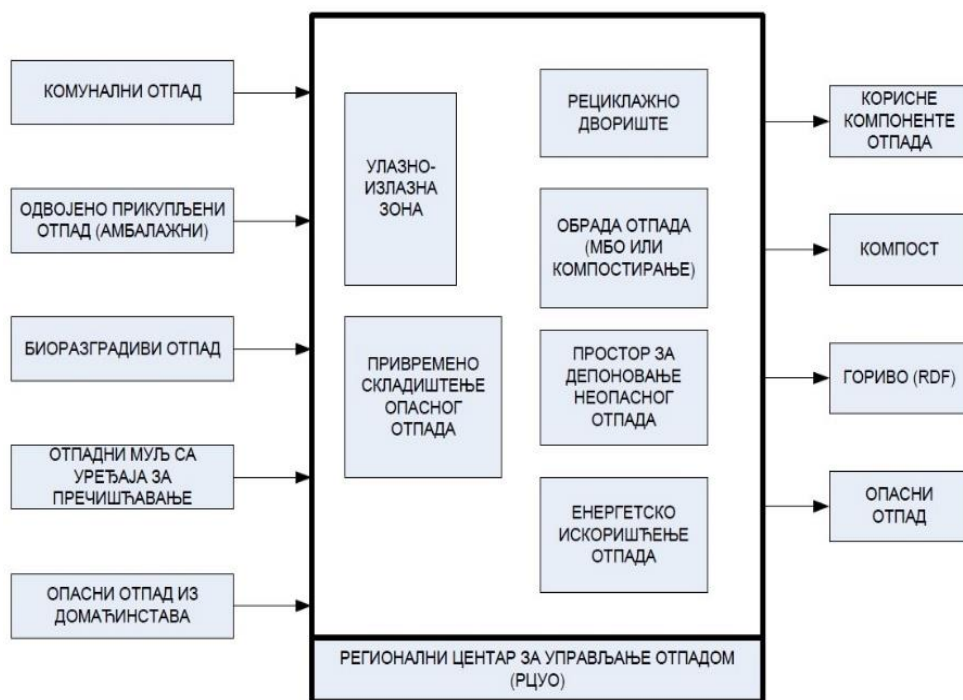 КОМУНАЛНИ ОТПАД
ОДВОЈЕНО ПРИКУПЉЕНИ
ОТПАД (АМБАЛАЖНИ)
БИОРАЗГРАДИВИ ОТПАД
ОТПАДНИ МУЉ СА
УРЕЂАЈА ЗА
ПРЕЧИШЋАВАЊЕ
ОПАСНИ ОТПАД ИЗ
ДОМАЋИНСТАВА
УЛАЗНО-
ИЗЛАЗНА
ЗОНА
ПРИВРЕМЕНО
СКЛАДИШТЕЊЕ
ОПАСНОГ
ОТПАДА
РЕЦИКЛАЖНО
ДВОРИШТЕ
ОБРАДА ОТПАДА
(МБО ИЛИ
КОМПОСТИРАЊЕ)
ПРОСТОР ЗА
ДЕПОНОВАЊЕ
НЕОПАСНОГ
ОТПАДА
ЕНЕРГЕТСКО
ИСКОРИШЋЕЊЕ
ОТПАДА
РЕГИОНАЛНИ ЦЕНТАР ЗА УПРАВЉАЊЕ ОТПАДОМ
(РЦУО)
КОРИСНЕ
КОМПОНЕНТЕ
ОТПАДА
КОМПОСТ
ГОРИВО (RDF)
ОПАСНИ
ОТПАД